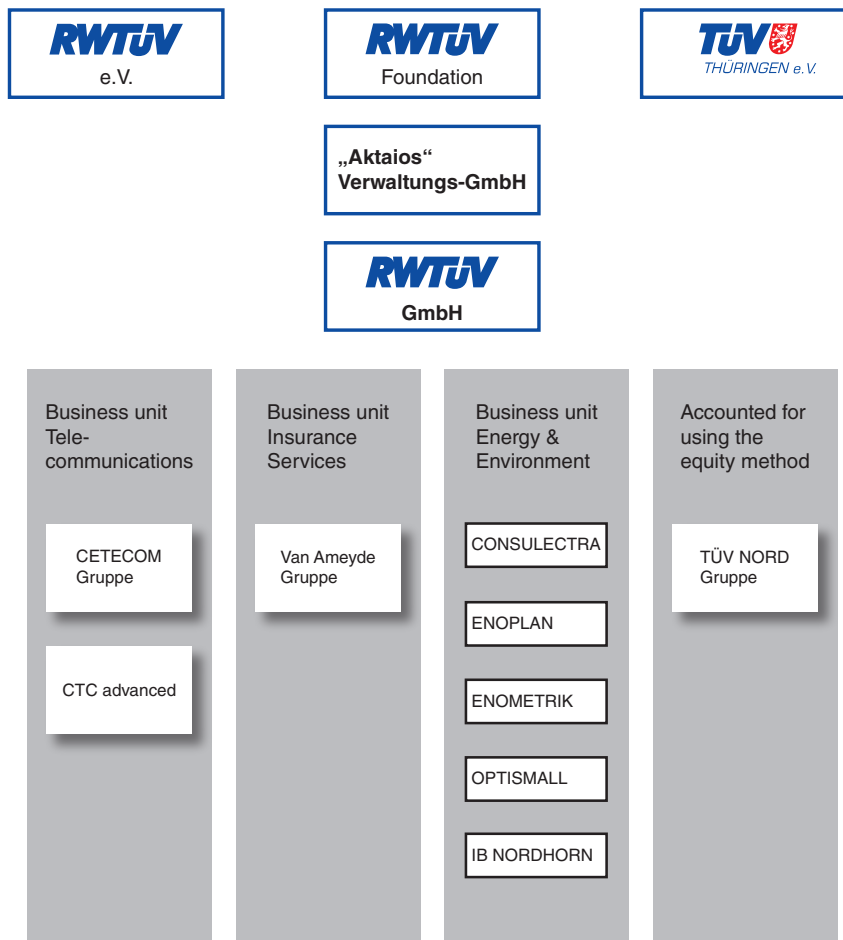 RWTÜV
e.V.
RWTÜV
Foundation
TÜV
THÜRINGEN e.V.
„Aktaios“
Verwaltungs-GmbH
RWTÜV
GmbH
Business unit
Tele-
communications
CETECOM
Gruppe
CTC advanced
Business unit
Insurance
Services
Van Ameyde
Gruppe
Business unit
Energy &
Environment
CONSULECTRA
ENOPLAN
ENOMETRIK
OPTISMALL
IB NORDHORN
Accounted for
using the
equity method
TÜV NORD
Gruppe